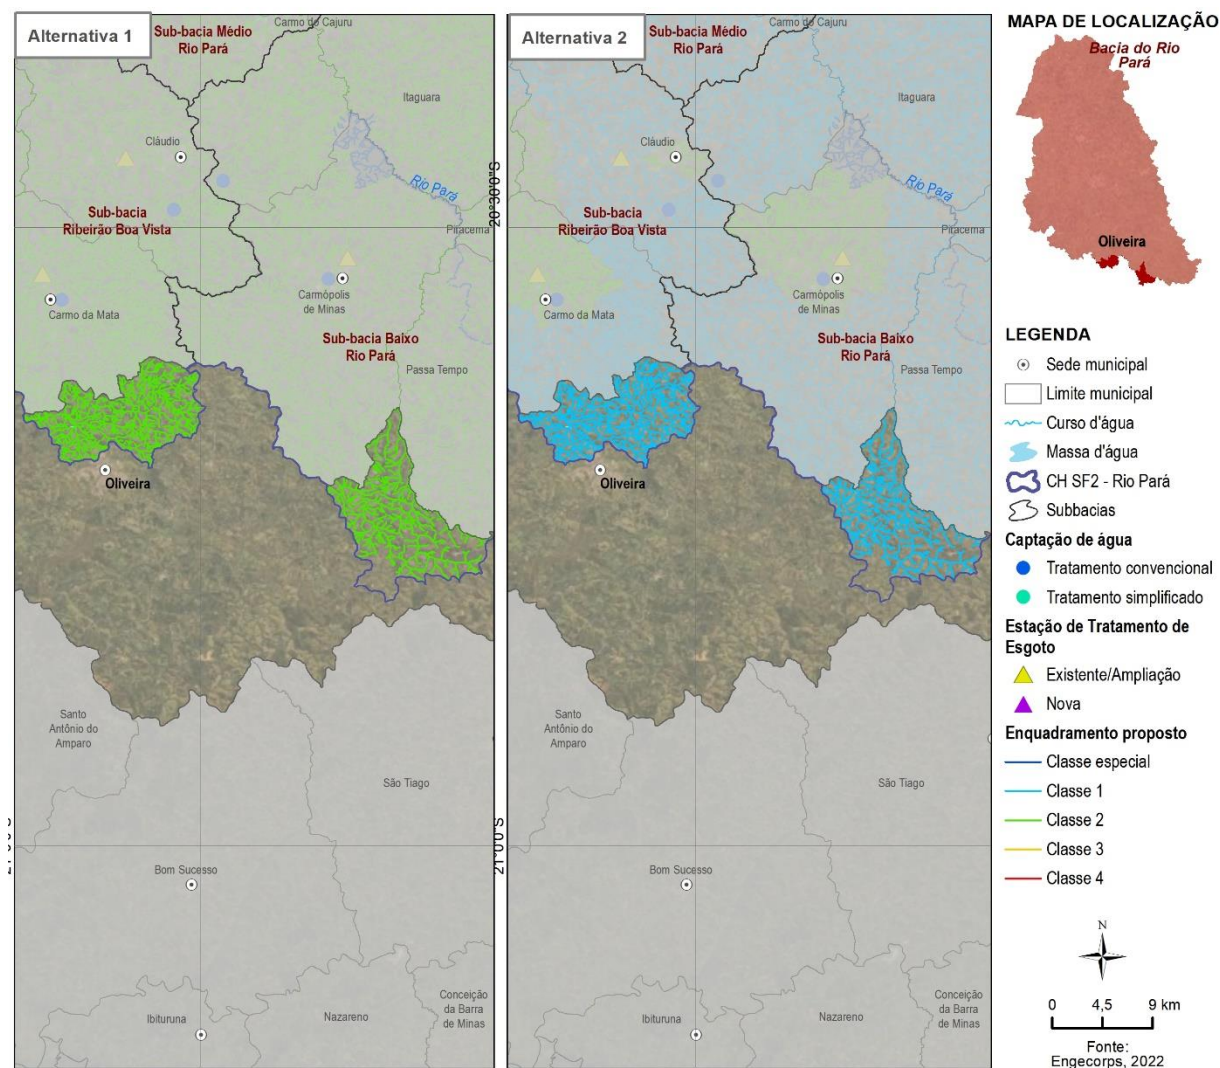 Alternativa 1
Sub-bacia Médio
Rio Pará
Carmo do Cajuru
Itaguara
Cláudio
Rio Pará
Sub-bacia
Ribeirão Boa Vista
Piracema
Carmópolis
de Minas
Carmo da Mata
Sub-bacia Baixo
Rio Pará
Passa Tempo
Oliveira
Santo
Antônio do
Amparo
São Tiago
Bom Sucesso
Ibituruna
Nazareno
Conceição
da Barra
de Minas
20°30'0"S
Alternativa 2
Sub-bacia Médio
Rio Pará
Carmo do Cajuru
Itaguara
Cláudio
Rio Pará
Sub-bacia
Ribeirão Boa Vista
Piracema
Carmópolis
de Minas
Carmo da Mata
Sub-bacia Baixo
Rio Pará
Passa Tempo
Oliveira
Santo
Antônio do
Amparo
São Tiago
21°0'0"S
Bom Sucesso
Ibituruna
Nazareno
Conceição
da Barra
de Minas
MAPA DE LOCALIZAÇÃO
Bacia do Rio
Pará
Oliveira
LEGENDA
Sede municipal
Limite municipal
Curso d'água
Massa d'água
CH SF2 - Rio Pará
Subbacias
Captação de água
Tratamento convencional
Tratamento simplificado
Estação de Tratamento de
Esgoto
Existente/Ampliação
Nova
Enquadramento proposto
Classe especial
Classe 1
Classe 2
Classe 3
Classe 4
N
0 4,5 9 km
Fonte:
Engecorps, 2022